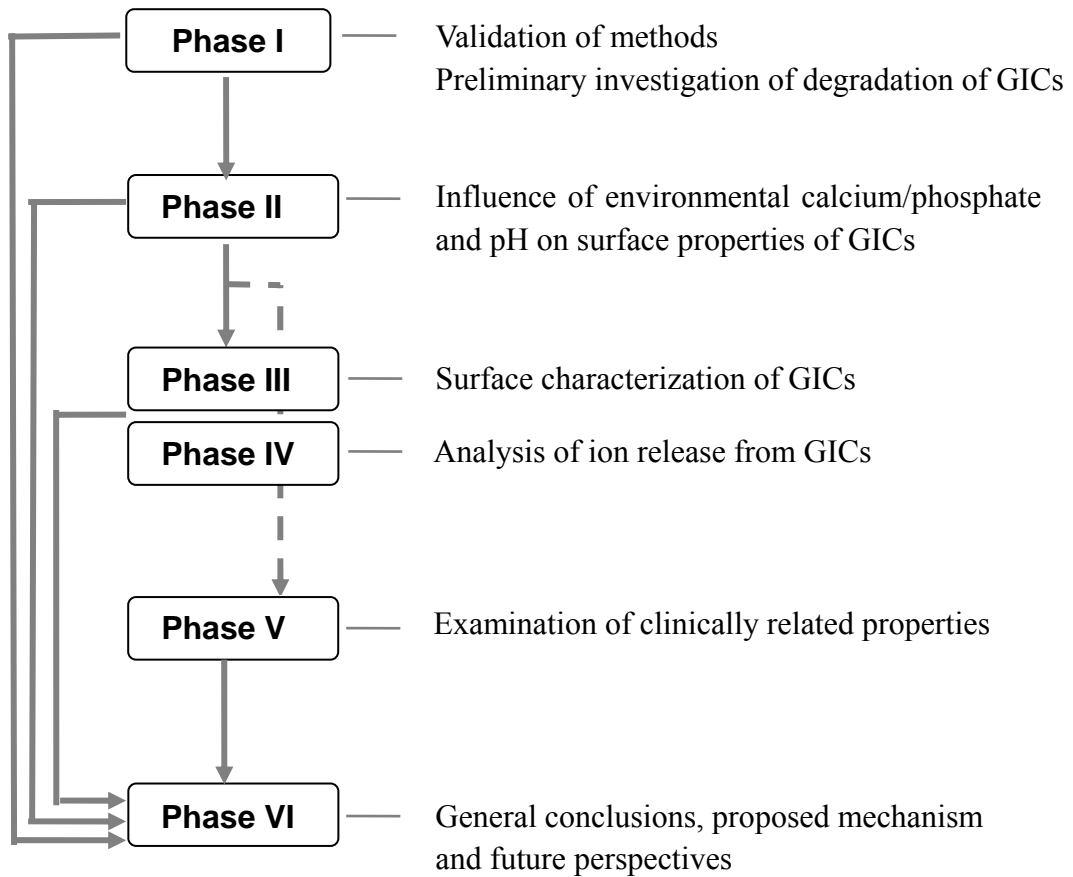 Phase I
Validation of methods
Preliminary investigation of degradation of GICs
Phase II
Influence of environmental calcium/phosphate
and pH on surface properties of GICs
Phase III
Surface characterization of GICs
Phase IV
Analysis of ion release from GICs
Phase V
Examination of clinically related properties
Phase VI
General conclusions, proposed mechanism
and future perspectives